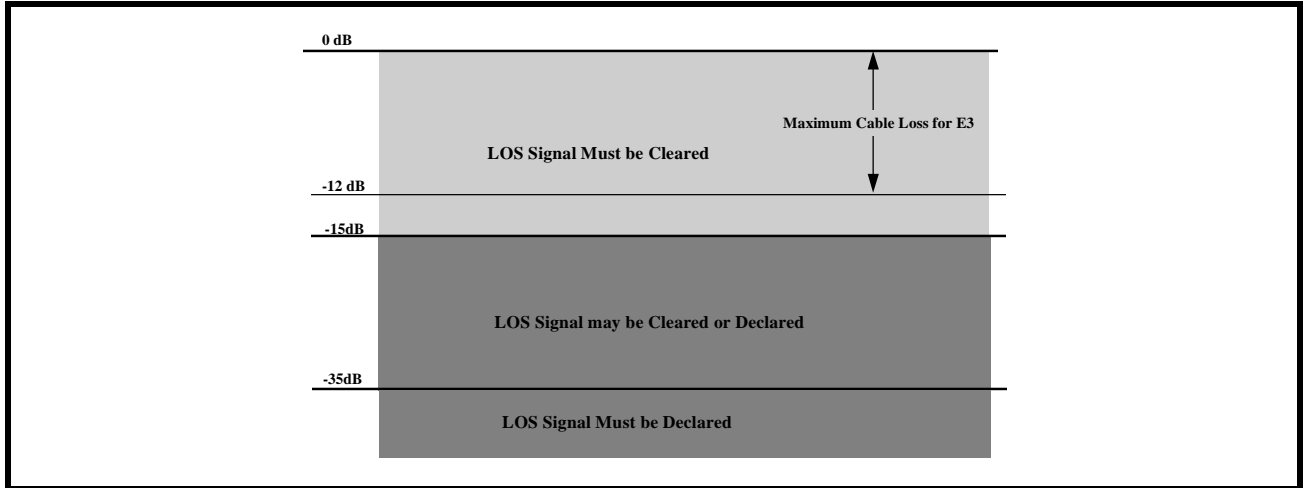 0 dB
Maximum Cable Loss for E3
LOS Signal Must be Cleared
-12 dB
-15dB
LOS Signal may be Cleared or Declared
-35dB
LOS Signal Must be Declared